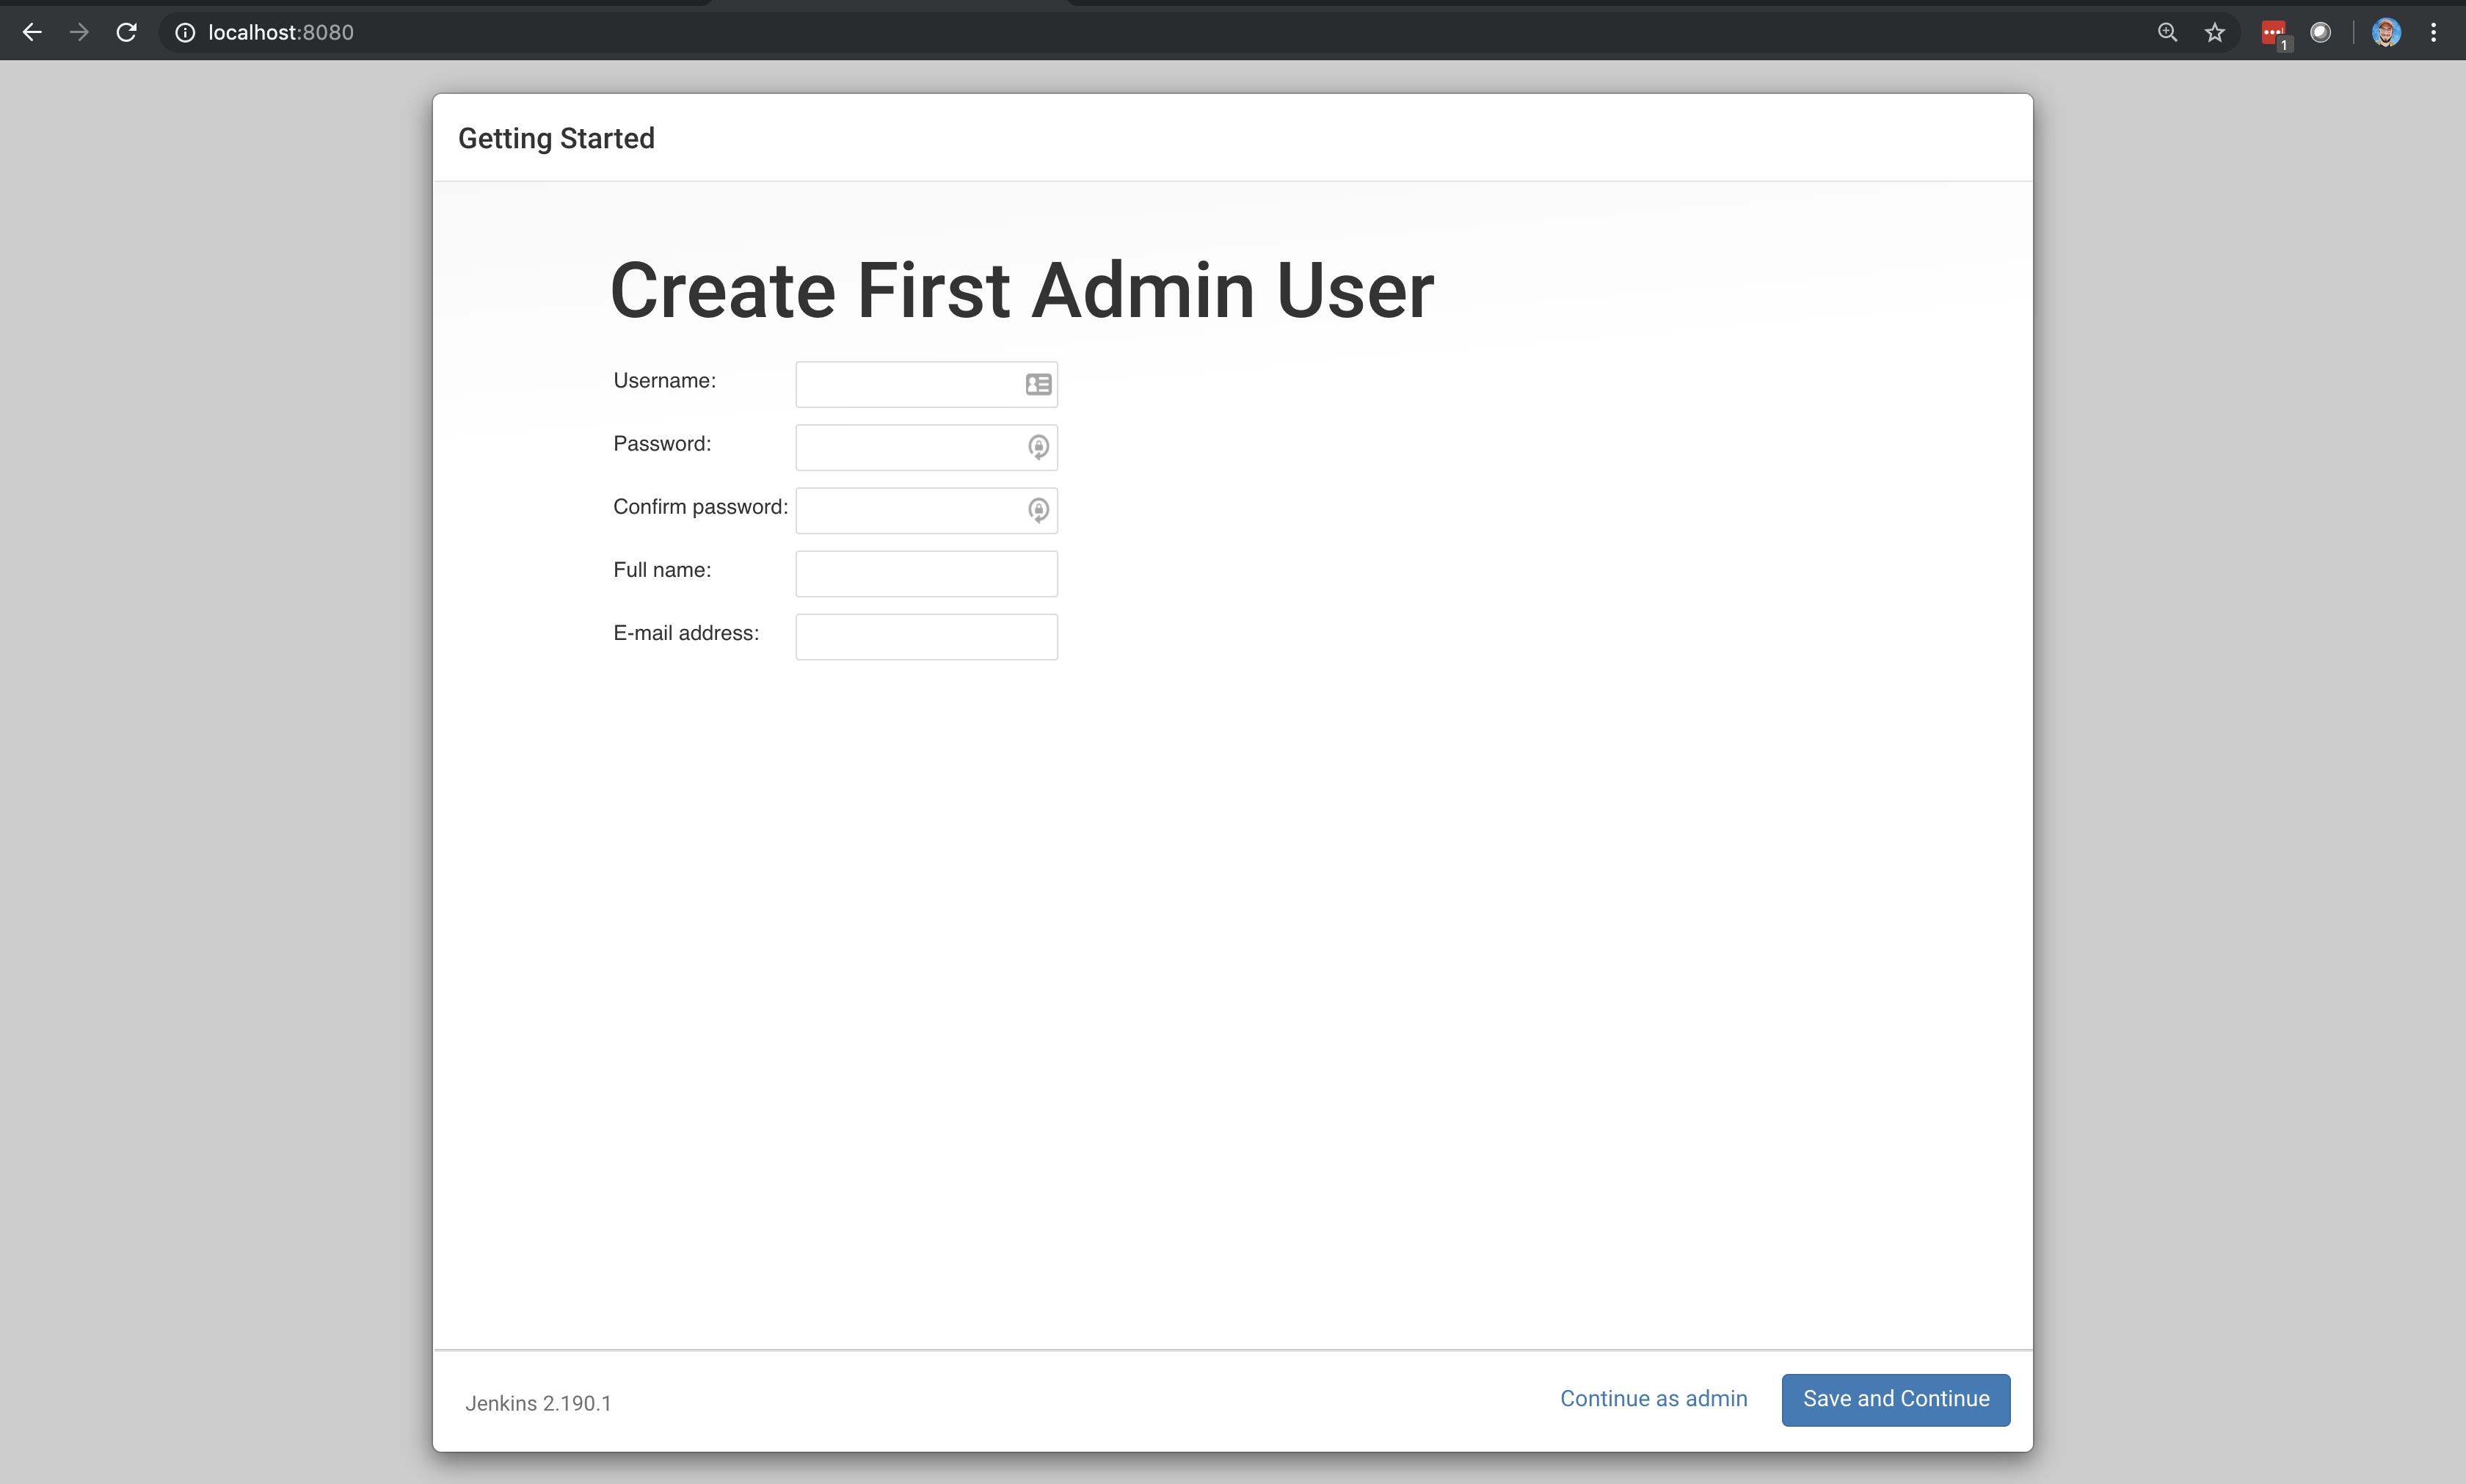 localhost:8080
1
Getting Started
Create First Admin User
Username:
Password:
Confirm password:
Full name:
E-mail address:
Jenkins 2.190.1
Continue as admin
Save and Continue